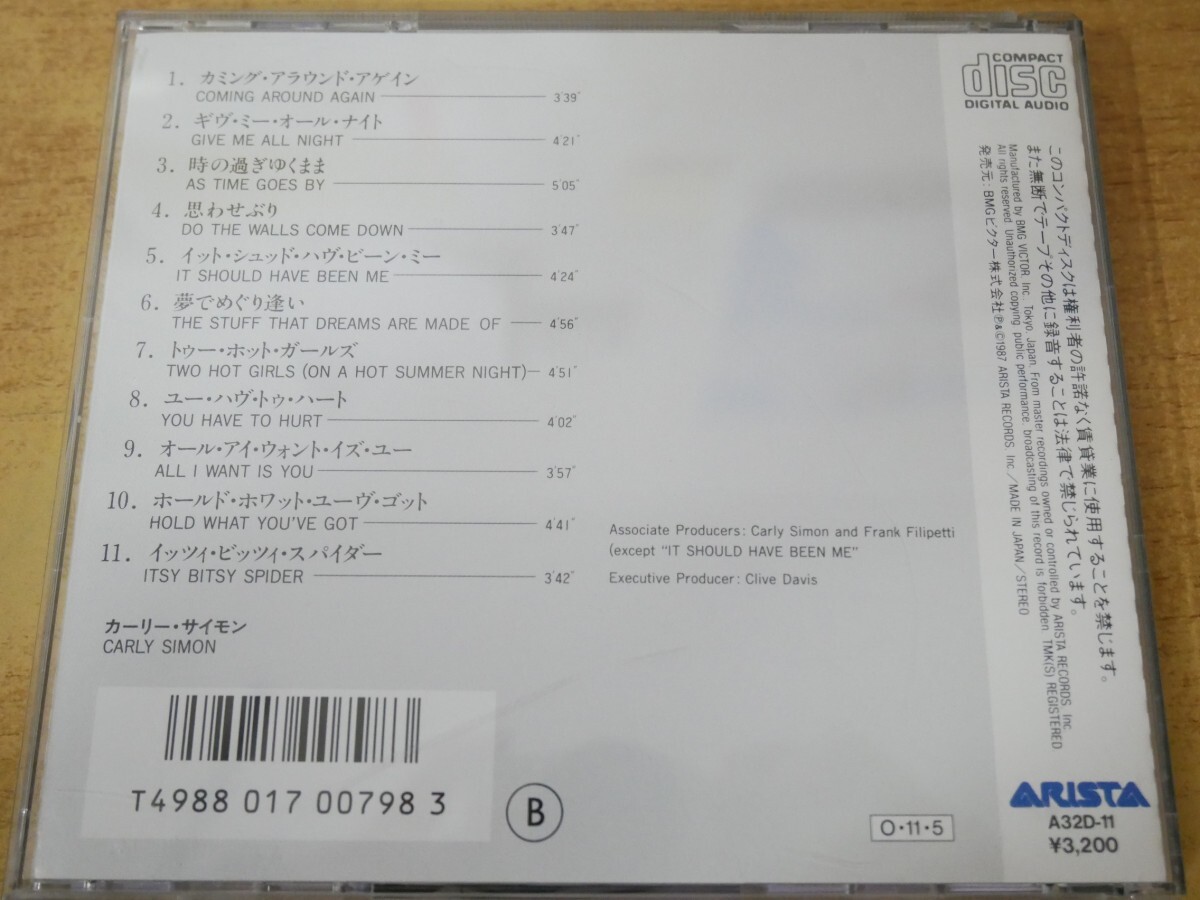 1. カミング・アラウンド・アゲイン
COMING AROUND AGAIN 3'39"
2. ギヴ・ミー・オール・ナイト
GIVE ME ALL NIGHT 4'21"
3. 時の過ぎゆくまま
AS TIME GOES BY 5'05"
4. 思わせぶり
DO THE WALLS COME DOWN 3'47"
5. イット・シュッド・ハヴ・ビーン・ミー
IT SHOULD HAVE BEEN ME 4'24"
6. 夢でめぐり逢い
THE STUFF THAT DREAMS ARE MADE OF 4'56"
7. トゥー・ホット・ガールズ
TWO HOT GIRLS (ON A HOT SUMMER NIGHT) 4'51"
8. ユー・ハヴ・トゥ・ハート
YOU HAVE TO HURT 4'02"
9. オール・アイ・ウォント・イズ・ユー
ALL I WANT IS YOU 3'57"
10. ホールド・ホワット・ユーヴ・ゴット
HOLD WHAT YOU'VE GOT 4'41"
11. イッツィ・ビッツィ・スパイダー
ITSY BITSY SPIDER 3'42"
カーリー・サイモン
CARLY SIMON
Associate Producers: Carly Simon and Frank Filipetti
(except "IT SHOULD HAVE BEEN ME"
Executive Producer: Clive Davis
T4988 017 00798 3
B
O・11・5
COMPACT
disc
DIGITAL AUDIO
このコンパクトディスクは権利者の許諾なく賃貸業に使用することを禁じます。
また無断でテープその他に録音することは法律で禁じられています。
Manufactured by BMG VICTOR, Inc. Tokyo, Japan. From master recordings owned or controlled by ARISTA RECORDS, Inc.
All rights reserved. Unauthorized copying, public performance, broadcasting of this record is forbidden. TMK(S) REGISTERED
発売元：BMGビクター株式会社Ⓟ&©1987 ARISTA RECORDS, Inc./MADE IN JAPAN/STEREO
ARISTA
A32D-11
¥3,200